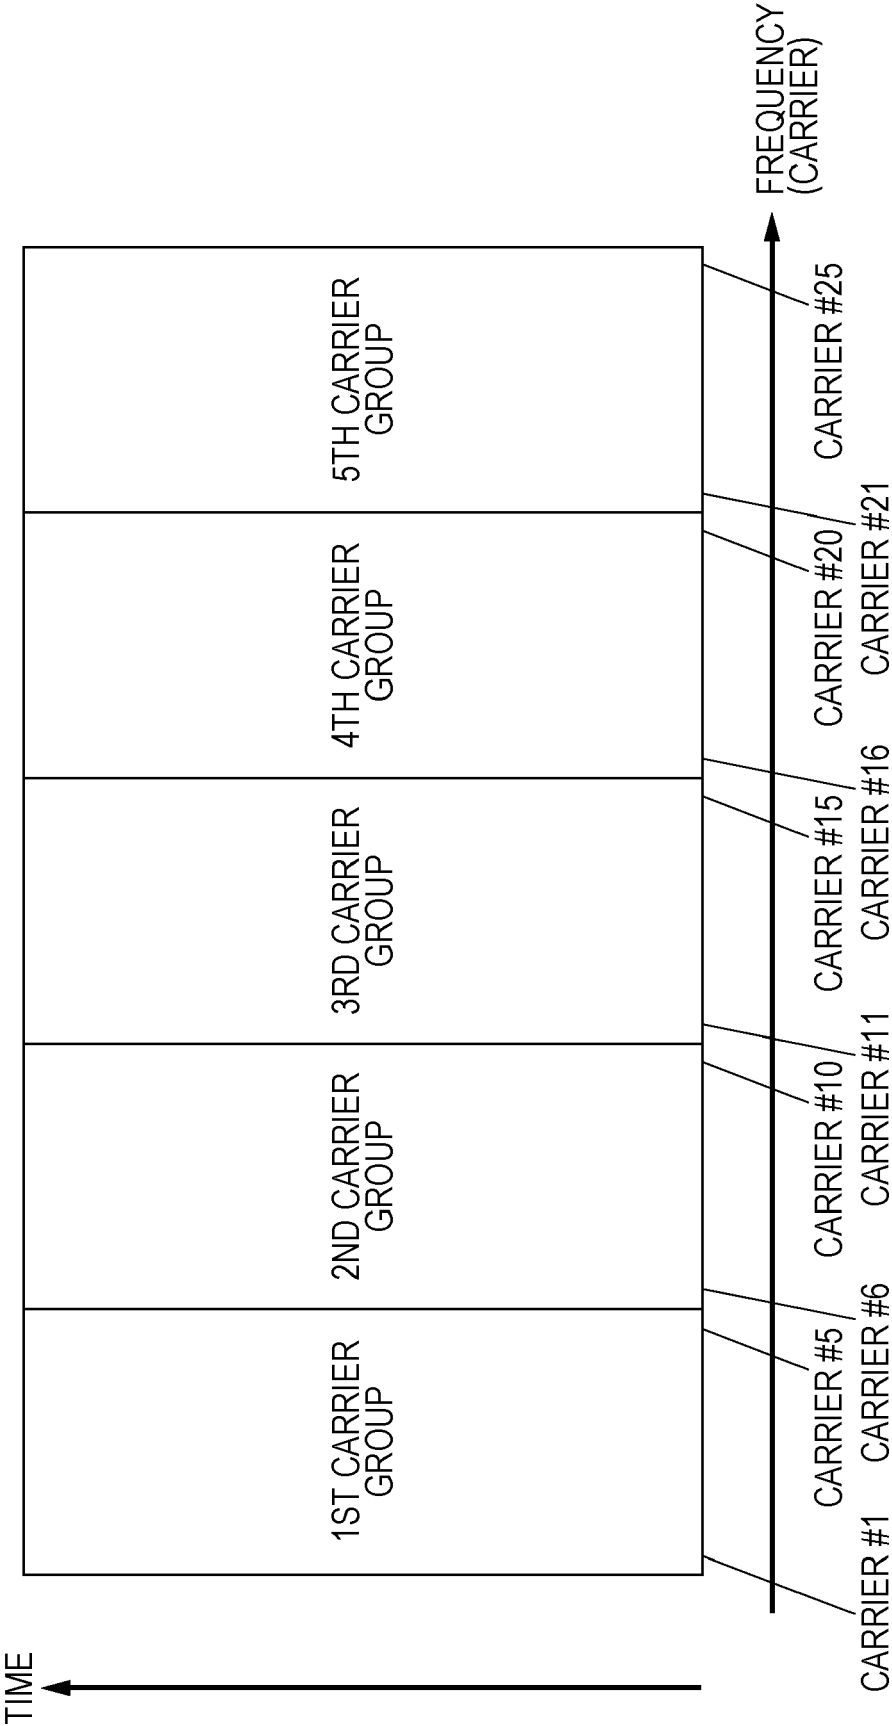 TIME
1ST CARRIER
GROUP
2ND CARRIER
GROUP
3RD CARRIER
GROUP
4TH CARRIER
GROUP
5TH CARRIER
GROUP
FREQUENCY
(CARRIER)
CARRIER #5
CARRIER #10
CARRIER #15
CARRIER #20
CARRIER #25
CARRIER #1
CARRIER #6
CARRIER #11
CARRIER #16
CARRIER #21